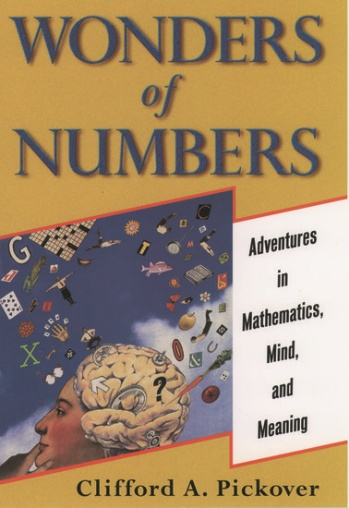 WONDERS
of
NUMBERS
Adventures
in
Mathematics,
Mind,
and
Meaning
G
T
X
?
Clifford A. Pickover